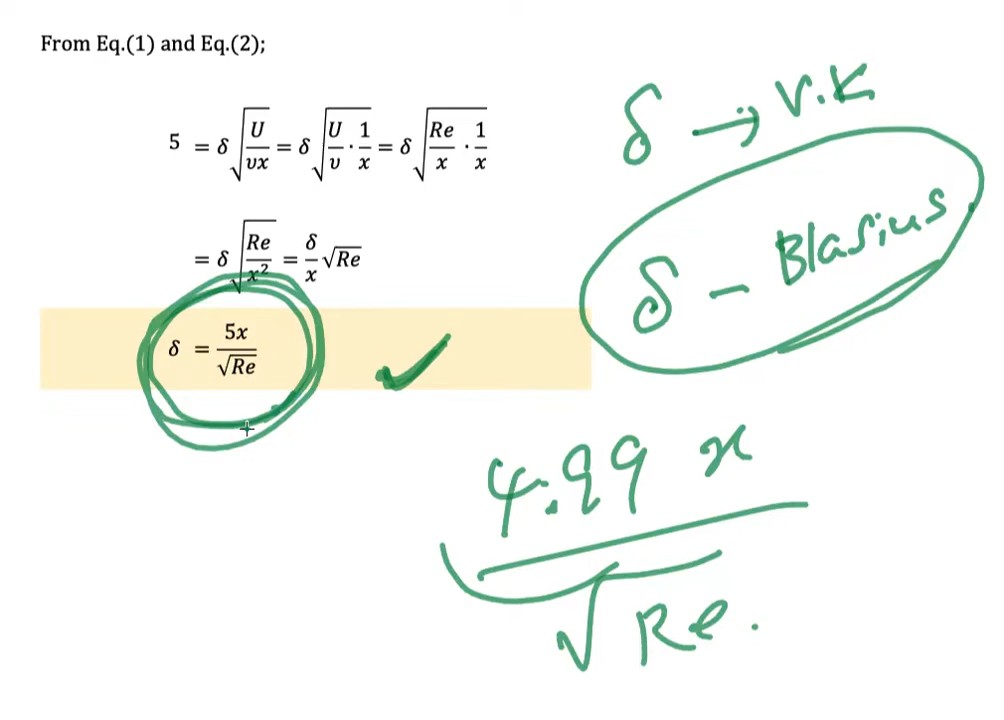 From Eq.(1) and Eq.(2);
5 = δ √(U/υx) = δ √(U/υ · 1/x) = δ √(Re/x · 1/x)
= δ √(Re/x²) = δ/x √Re
δ = 5x/√Re
δ → V.K
δ – Blasius
4.99 x
√Re.